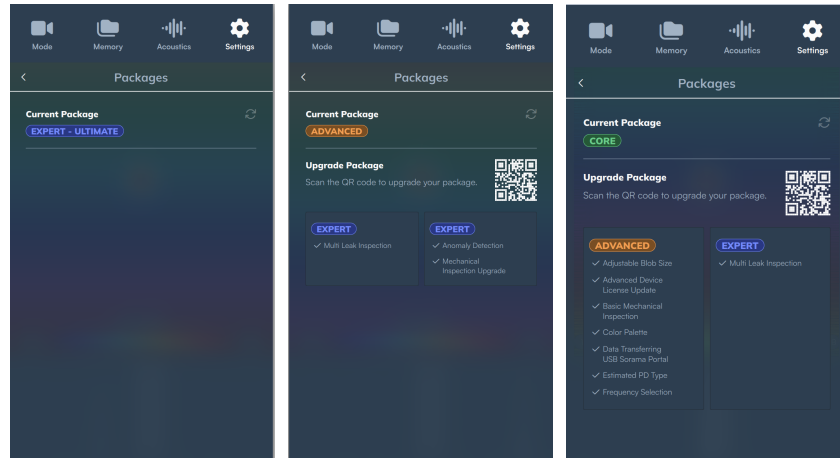 Mode Memory Acoustics Settings
Packages
Current Package
EXPERT - ULTIMATE
Mode Memory Acoustics Settings
Packages
Current Package
ADVANCED
Upgrade Package
Scan the QR code to upgrade your package.
EXPERT
Multi Leak Inspection
EXPERT
Anomaly Detection
Mechanical
Inspection Upgrade
Mode Memory Acoustics Settings
Packages
Current Package
CORE
Upgrade Package
Scan the QR code to upgrade your package.
ADVANCED
Adjustable Blob Size
Advanced Device
License Update
Basic Mechanical
Inspection
Color Palette
Data Transferring
USB Sorama Portal
Estimated PD Type
Frequency Selection
EXPERT
Multi Leak Inspection